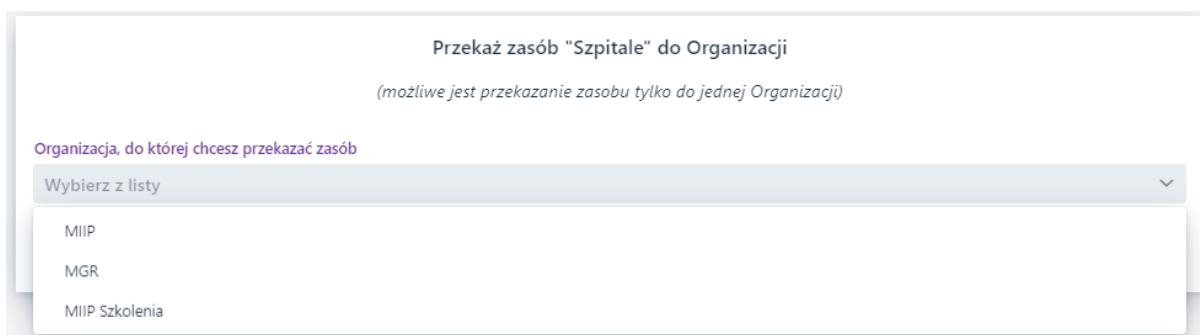 Przekaż zasób "Szpitale" do Organizacji
(możliwe jest przekazanie zasobu tylko do jednej Organizacji)
Organizacja, do której chcesz przekazać zasób
Wybierz z listy
MIIP
MGR
MIIP Szkolenia